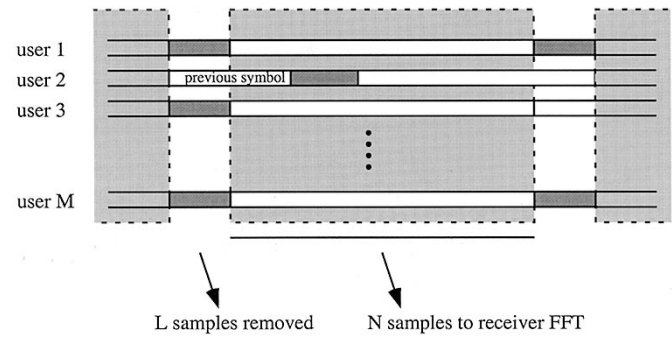 user 1
user 2
previous symbol
user 3
user M
L samples removed
N samples to receiver FFT